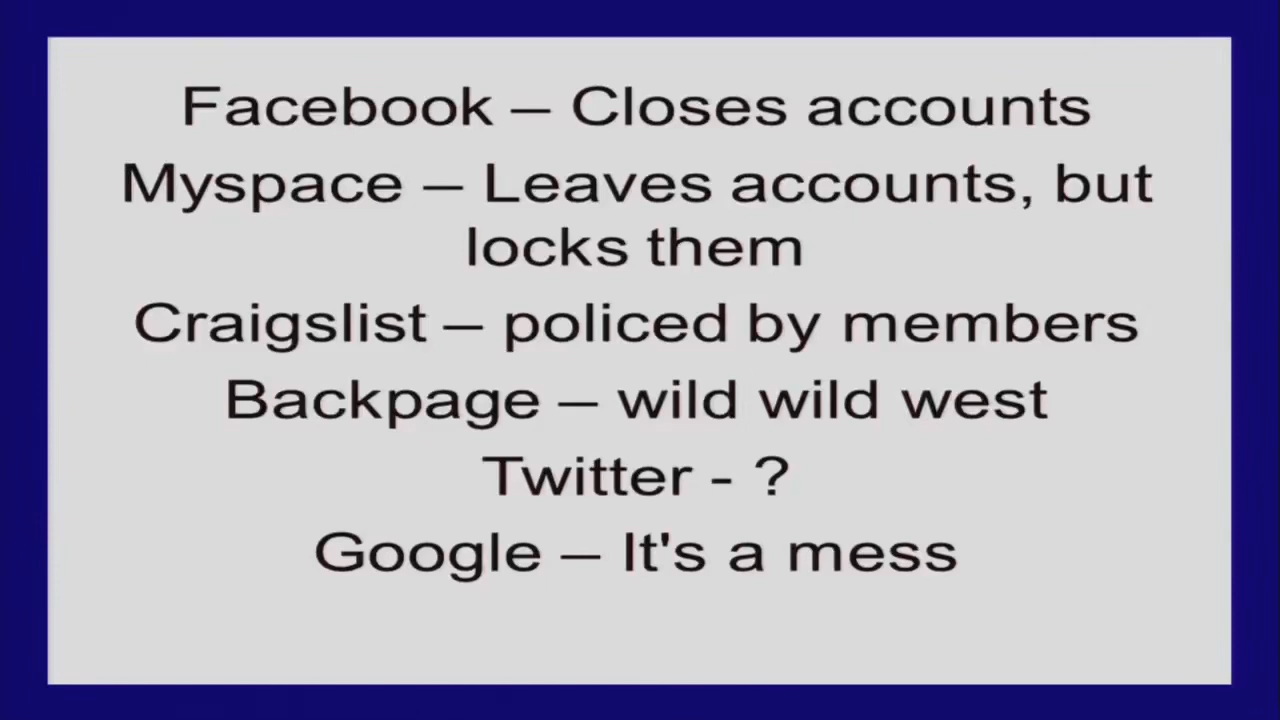 Facebook – Closes accounts
Myspace – Leaves accounts, but
locks them
Craigslist – policed by members
Backpage – wild wild west
Twitter - ?
Google – It's a mess